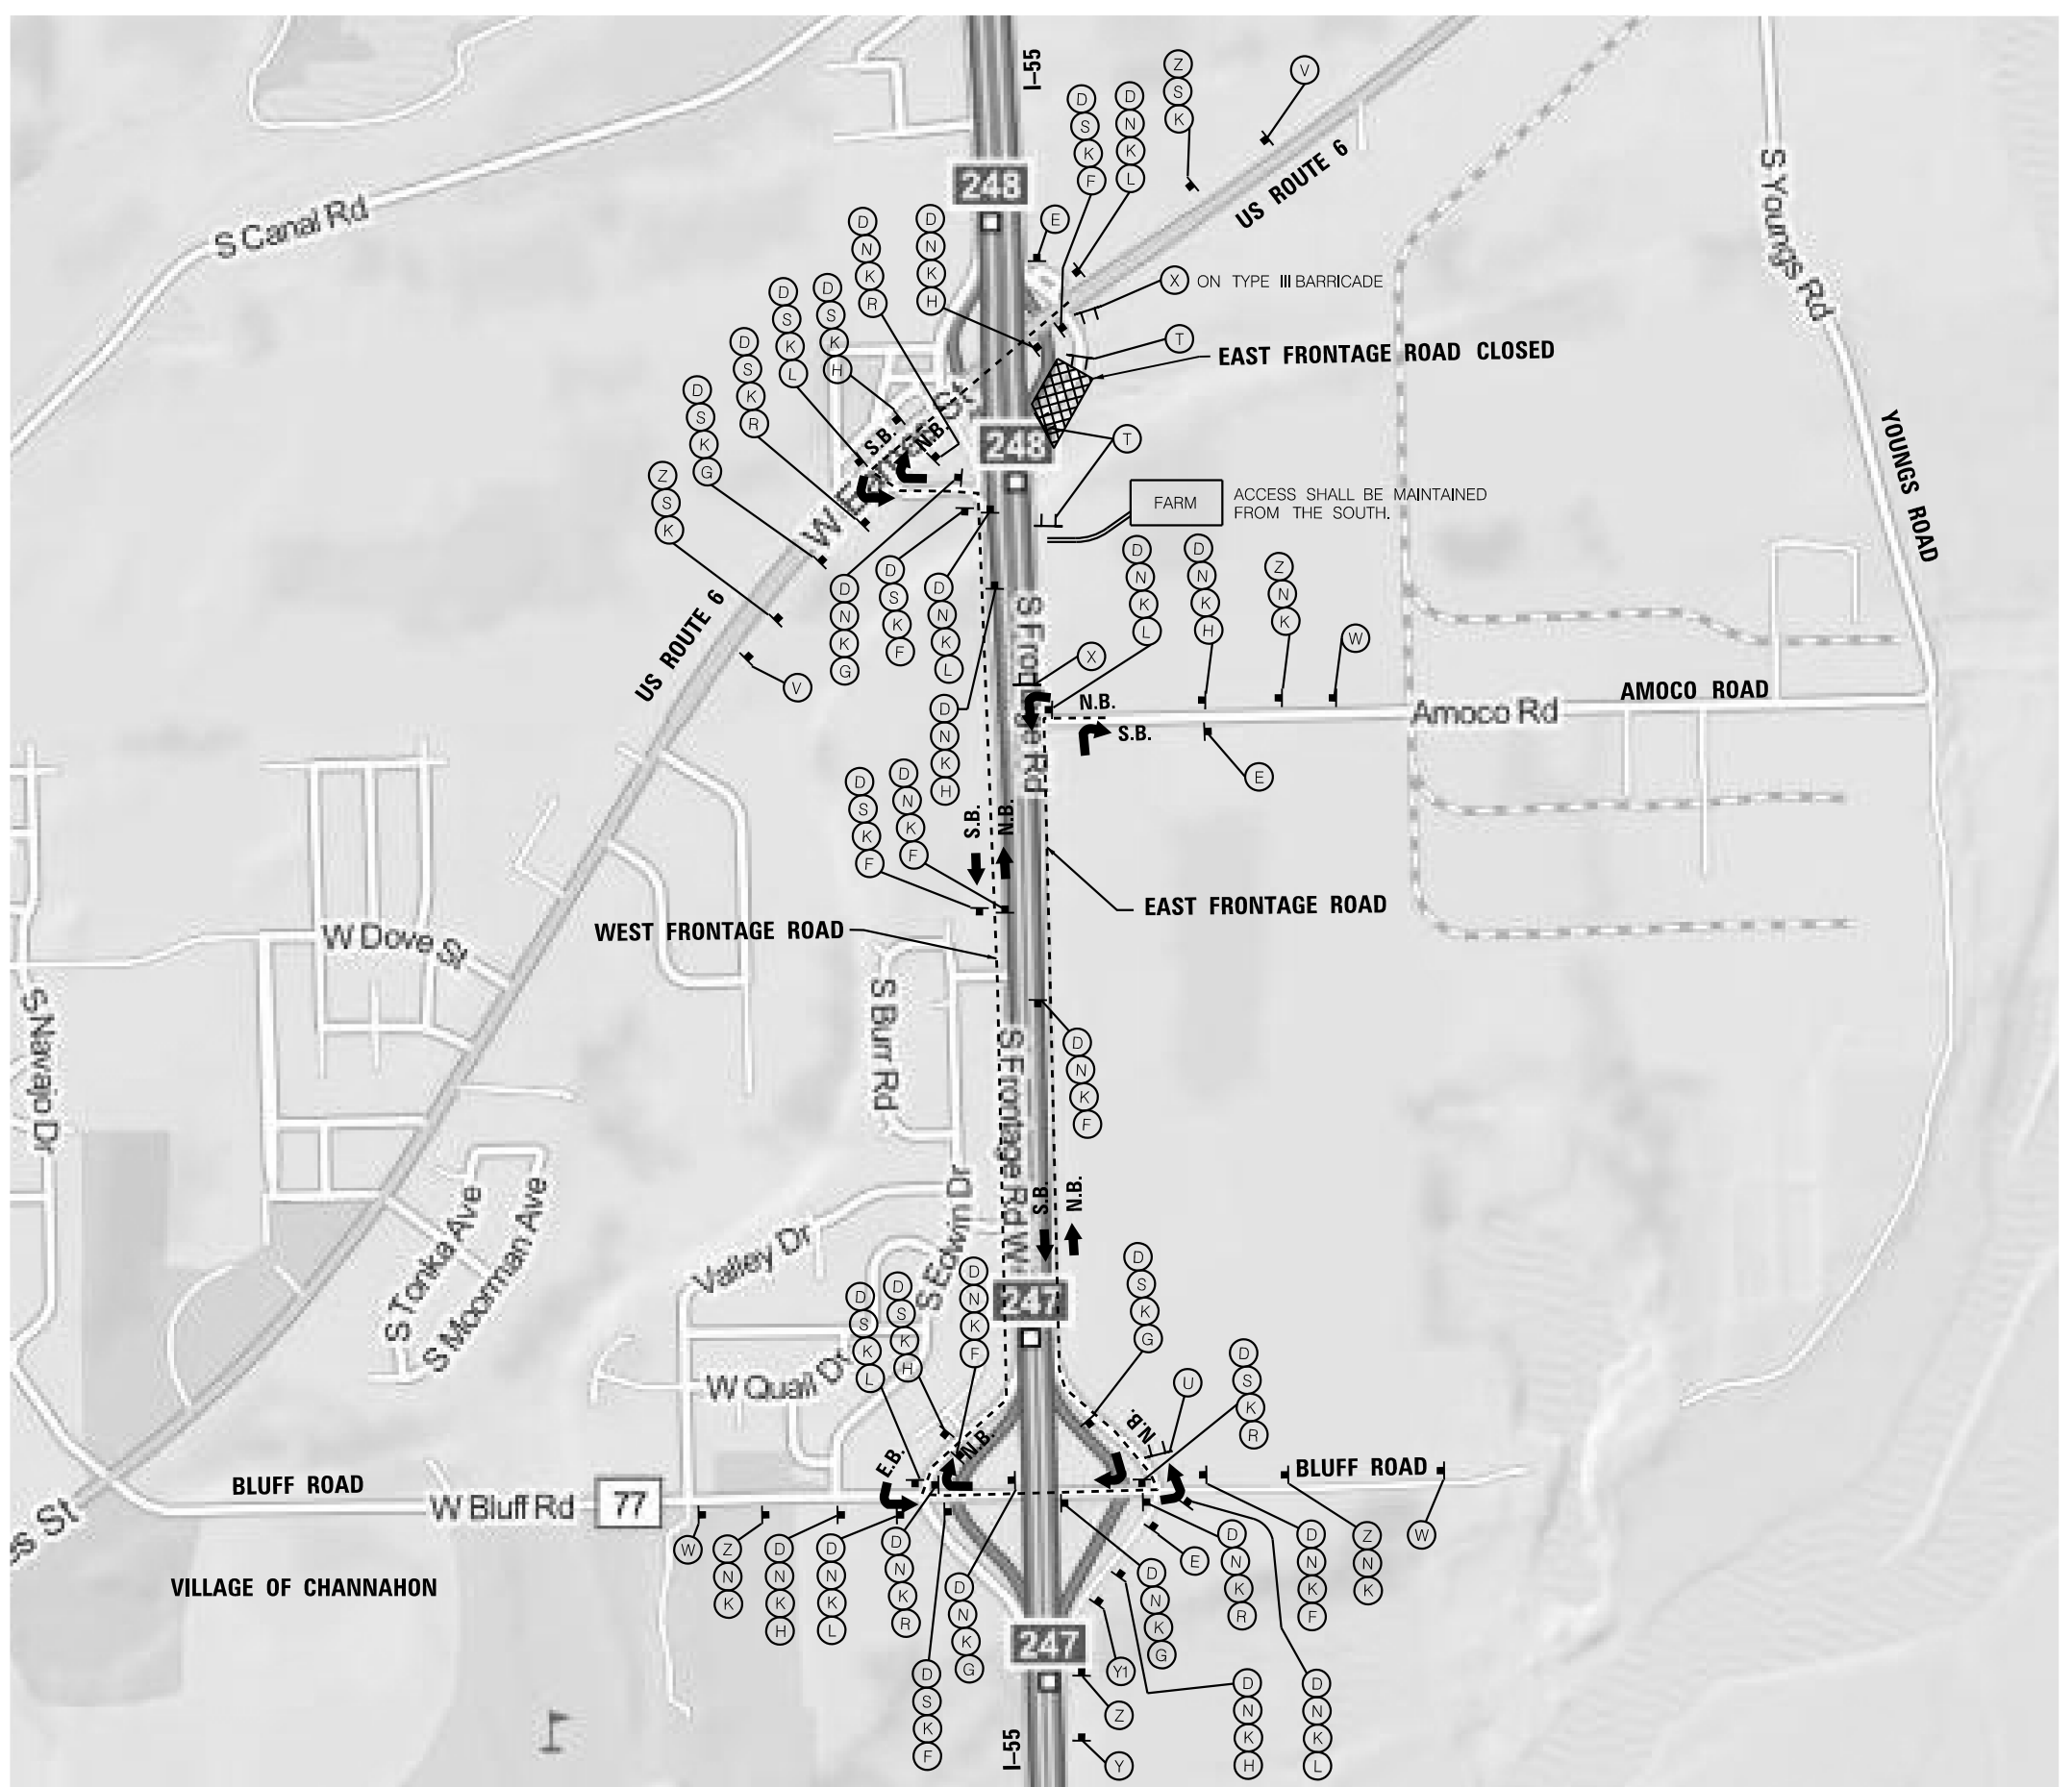 I-55
Z
S
K
V
D
S
K
F
D
N
K
L
US ROUTE 6
S Youngs Rd
248
S Canal Rd
E
D
N
K
R
D
N
K
H
X ON TYPE III BARRICADE
D
S
K
L
D
S
K
H
T
EAST FRONTAGE ROAD CLOSED
D
S
K
R
D
S
K
G
S.B.
N.B.
248
T
YOUNGS ROAD
Z
S
K
FARM
ACCESS SHALL BE MAINTAINED
FROM THE SOUTH.
D
N
K
G
D
S
K
F
D
N
K
L
D
N
K
L
D
N
K
H
Z
N
K
W
US ROUTE 6
V
X
D
N
K
H
N.B.
S.B.
AMOCO ROAD
Amoco Rd
E
D
S
K
F
D
N
K
F
S.B.
N.B.
EAST FRONTAGE ROAD
WEST FRONTAGE ROAD
W Dove St
S Navajo Dr
S Burr Rd
S Frontage Rd W
D
N
K
F
S.B.
N.B.
S Tonka Ave
S Moorman Ave
Valley Dr
S Edwin Dr
W Quail Dr
247
D
S
K
L
D
S
K
H
D
N
K
F
D
S
K
G
U
D
S
K
R
E.B.
N.B.
N.B.
BLUFF ROAD
BLUFF ROAD
W Bluff Rd
77
VILLAGE OF CHANNAHON
W
Z
N
K
D
N
K
H
D
N
K
L
D
N
K
R
D
S
K
F
D
N
K
G
D
N
K
G
E
D
N
K
R
D
N
K
F
Z
N
K
W
247
Y1
Z
Y
D
N
K
H
D
N
K
L
I-55